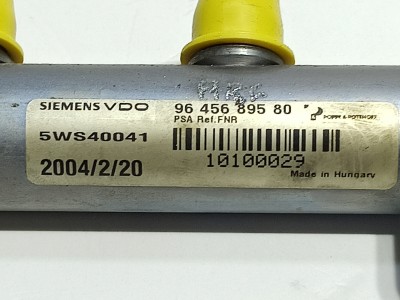 SIEMENS VDO 96 456 895 80
PSA Ref.FNR
5WS40041
2004/2/20
10100029
Made in Hungary